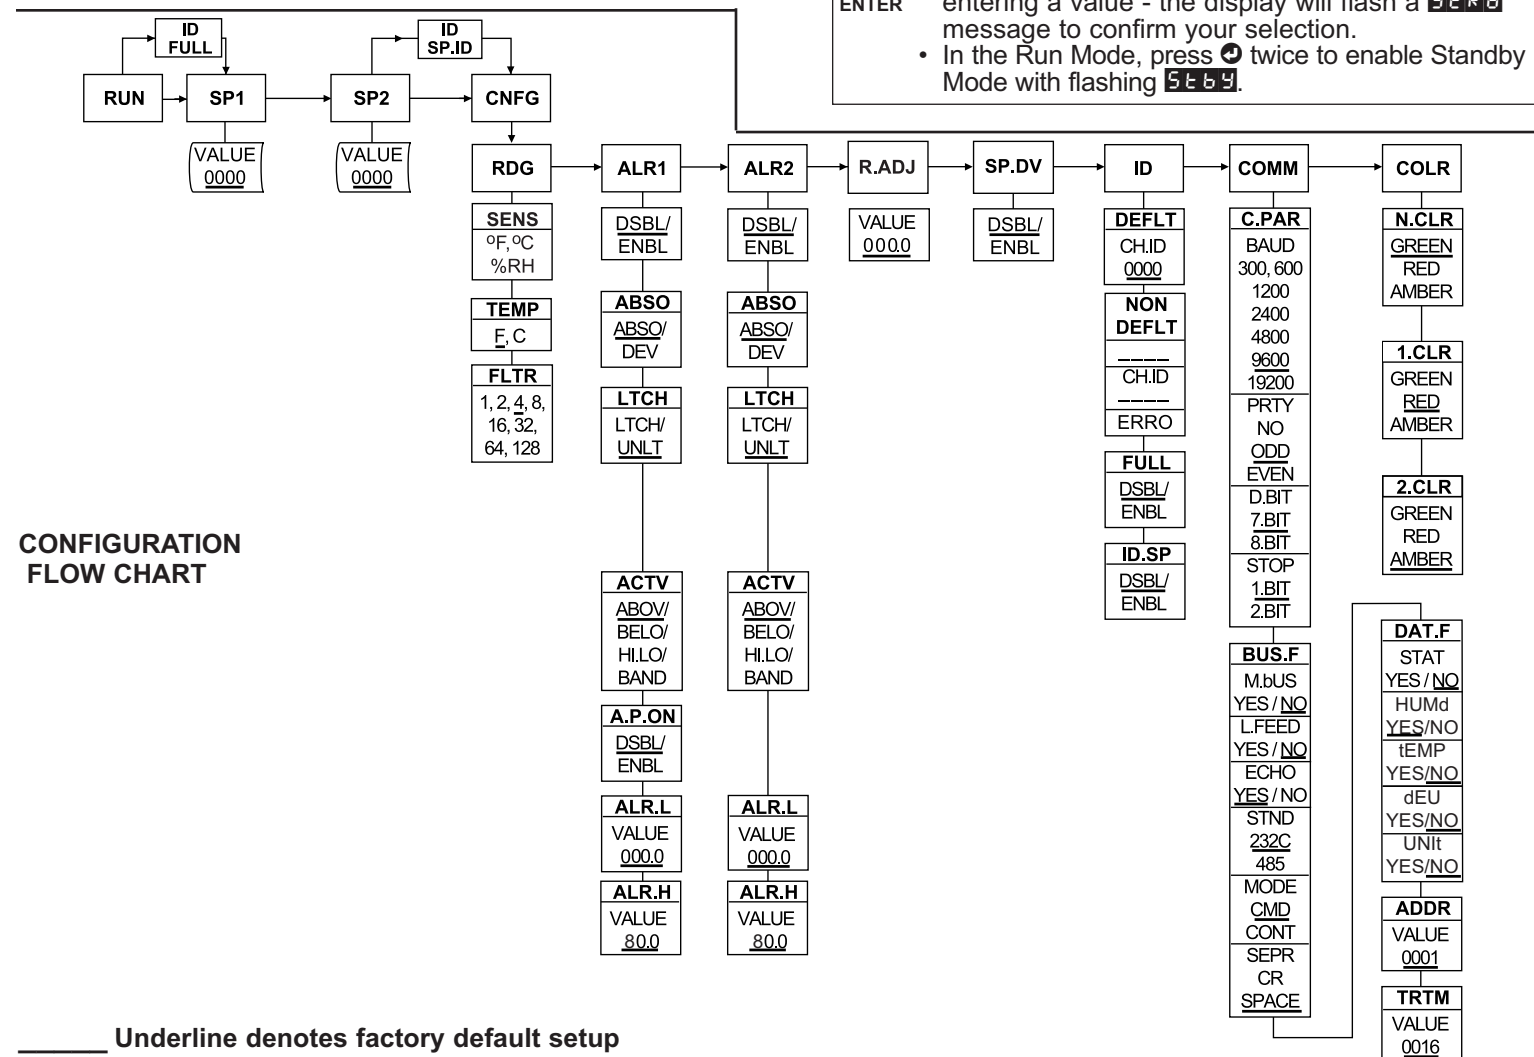 ENTER
entering a value - the display will flash a
message to confirm your selection.
• In the Run Mode, press twice to enable Standby
Mode with flashing Stby.
ID
FULL
ID
SP.ID
RUN
SP1
SP2
CNFG
VALUE
0000
VALUE
0000
RDG
ALR1
ALR2
R.ADJ
SP.DV
ID
COMM
COLR
SENS
ºF, ºC
%RH
TEMP
F, C
FLTR
1, 2, 4, 8,
16, 32,
64, 128
DSBL/
ENBL
ABSO
ABSO/
DEV
LTCH
LTCH/
UNLT
ACTV
ABOV/
BELO/
HI.LO/
BAND
A.P.ON
DSBL/
ENBL
ALR.L
VALUE
000.0
ALR.H
VALUE
80.0
DSBL/
ENBL
ABSO
ABSO/
DEV
LTCH
LTCH/
UNLT
ACTV
ABOV/
BELO/
HI.LO/
BAND
ALR.L
VALUE
000.0
ALR.H
VALUE
80.0
VALUE
000.0
DSBL/
ENBL
DEFLT
CH.ID
0000
NON
DEFLT
_ _ _ _
CH.ID
_ _ _ _
ERRO
FULL
DSBL/
ENBL
ID.SP
DSBL/
ENBL
C.PAR
BAUD
300, 600
1200
2400
4800
9600
19200
PRTY
NO
ODD
EVEN
D.BIT
7.BIT
8.BIT
STOP
1.BIT
2.BIT
BUS.F
M.bUS
YES / NO
L.FEED
YES / NO
ECHO
YES / NO
STND
232C
485
MODE
CMD
CONT
SEPR
CR
SPACE
N.CLR
GREEN
RED
AMBER
1.CLR
GREEN
RED
AMBER
2.CLR
GREEN
RED
AMBER
DAT.F
STAT
YES / NO
HUMd
YES/NO
tEMP
YES/NO
dEU
YES/NO
UNIt
YES/NO
ADDR
VALUE
0001
TRTM
VALUE
0016
CONFIGURATION
FLOW CHART
______ Underline denotes factory default setup